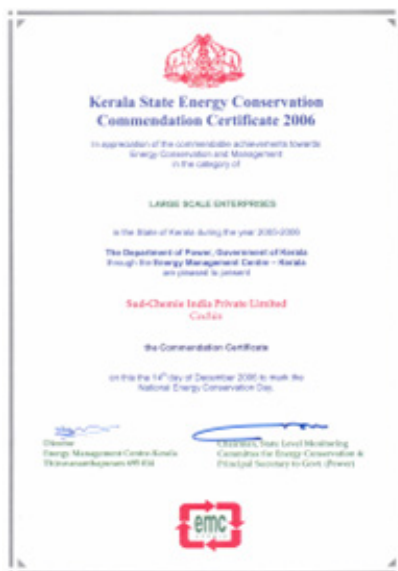 Kerala State Energy Conservation
Commendation Certificate 2006
In appreciation of the commendable achievements towards
Energy Conservation and Management
in the category of
LARGE SCALE ENTERPRISES
in the State of Kerala during the year 2005-2006
The Department of Power, Government of Kerala
through the Energy Management Centre – Kerala
are pleased to present
Sud-Chemie India Private Limited
Cochin
the Commendation Certificate
on this the 14th day of December 2006 to mark the
National Energy Conservation Day.
Director
Energy Management Centre-Kerala
Thiruvananthapuram
Chairman, State Level Monitoring
Committee for Energy Conservation &
Principal Secretary to Govt. (Power)
emc